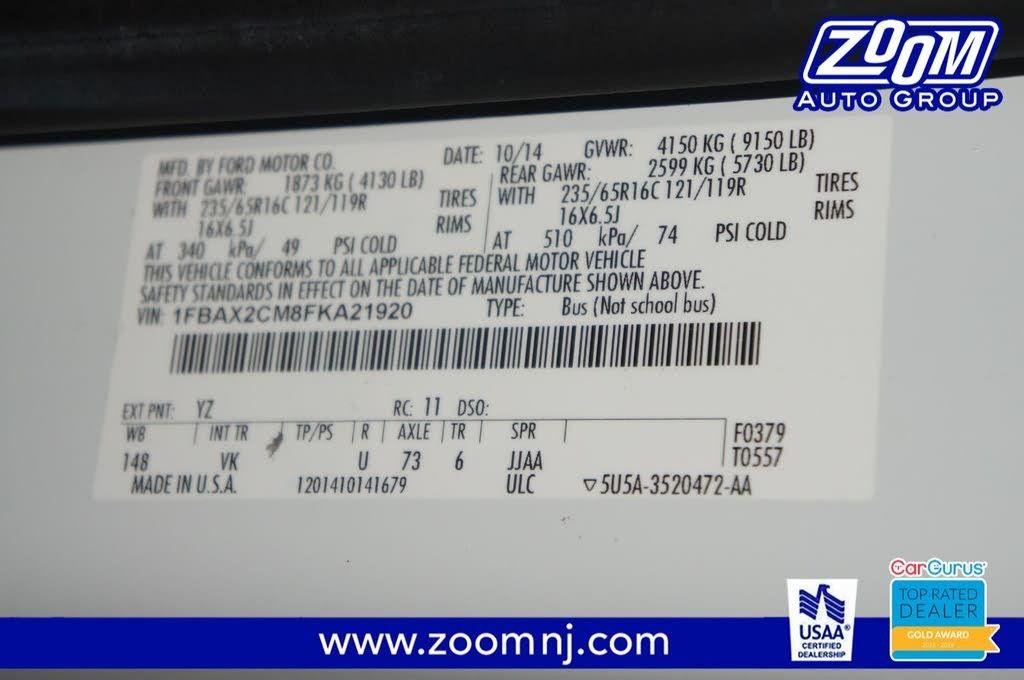 ZOOM
AUTO GROUP
MFD. BY FORD MOTOR CO. DATE: 10/14 GVWR: 4150 KG ( 9150 LB)
FRONT GAWR: 1873 KG ( 4130 LB) REAR GAWR: 2599 KG ( 5730 LB)
WITH 235/65R16C 121/119R TIRES WITH 235/65R16C 121/119R TIRES
16X6.5J RIMS 16X6.5J RIMS
AT 340 kPa/ 49 PSI COLD AT 510 kPa/ 74 PSI COLD
THIS VEHICLE CONFORMS TO ALL APPLICABLE FEDERAL MOTOR VEHICLE
SAFETY STANDARDS IN EFFECT ON THE DATE OF MANUFACTURE SHOWN ABOVE.
VIN: 1FBAX2CM8FKA21920 TYPE: Bus (Not school bus)
EXT PNT: YZ RC: 11 DSO:
WB INT TR TP/PS R AXLE TR SPR F0379
148 VK U 73 6 JJAA T0557
MADE IN U.S.A. 1201410141679 ULC ▽5U5A-3520472-AA
www.zoomnj.com
USAA®
CERTIFIED
DEALERSHIP
CarGurus
TOP RATED
DEALER
GOLD AWARD